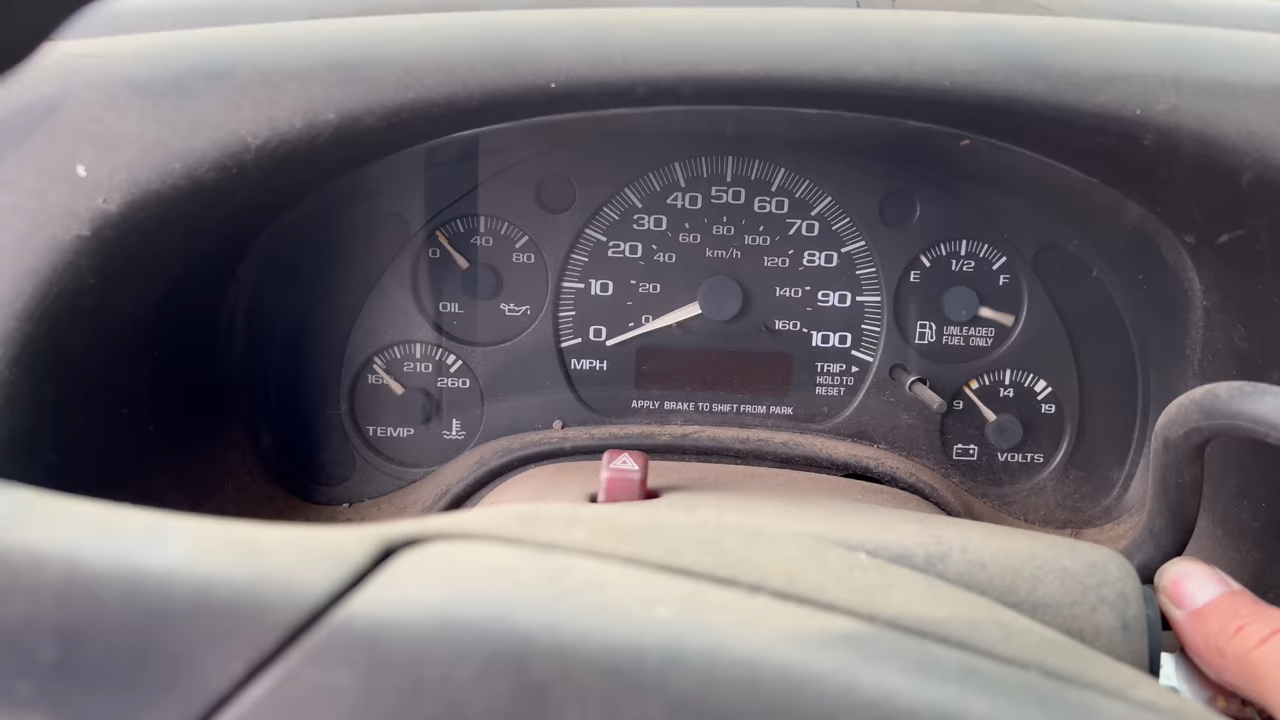 50
40 60
30 80 70
60 100
20 40 km/h 120 80
10 20 140 90
0 0 160 100
MPH
TRIP
HOLD TO
RESET
APPLY BRAKE TO SHIFT FROM PARK
0 40 80
OIL
160 210 260
TEMP
E 1/2 F
UNLEADED
FUEL ONLY
9 14 19
VOLTS